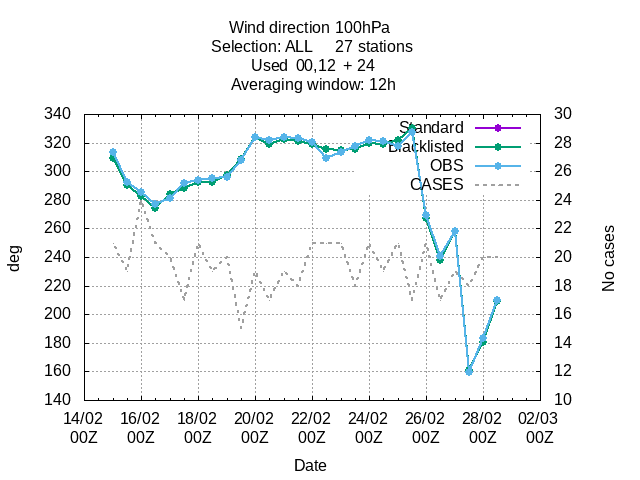 Wind direction 100hPa
Selection: ALL 27 stations
Used 00,12 + 24
Averaging window: 12h
340 30
Standard
320 28
Blacklisted
OBS
300 26
CASES
280 24
260 22
240 20
220 18
200 16
180 14
160 12
140 10
deg
No cases
14/02 16/02 18/02 20/02 22/02 24/02 26/02 28/02 02/03
00Z 00Z 00Z 00Z 00Z 00Z 00Z 00Z 00Z
Date